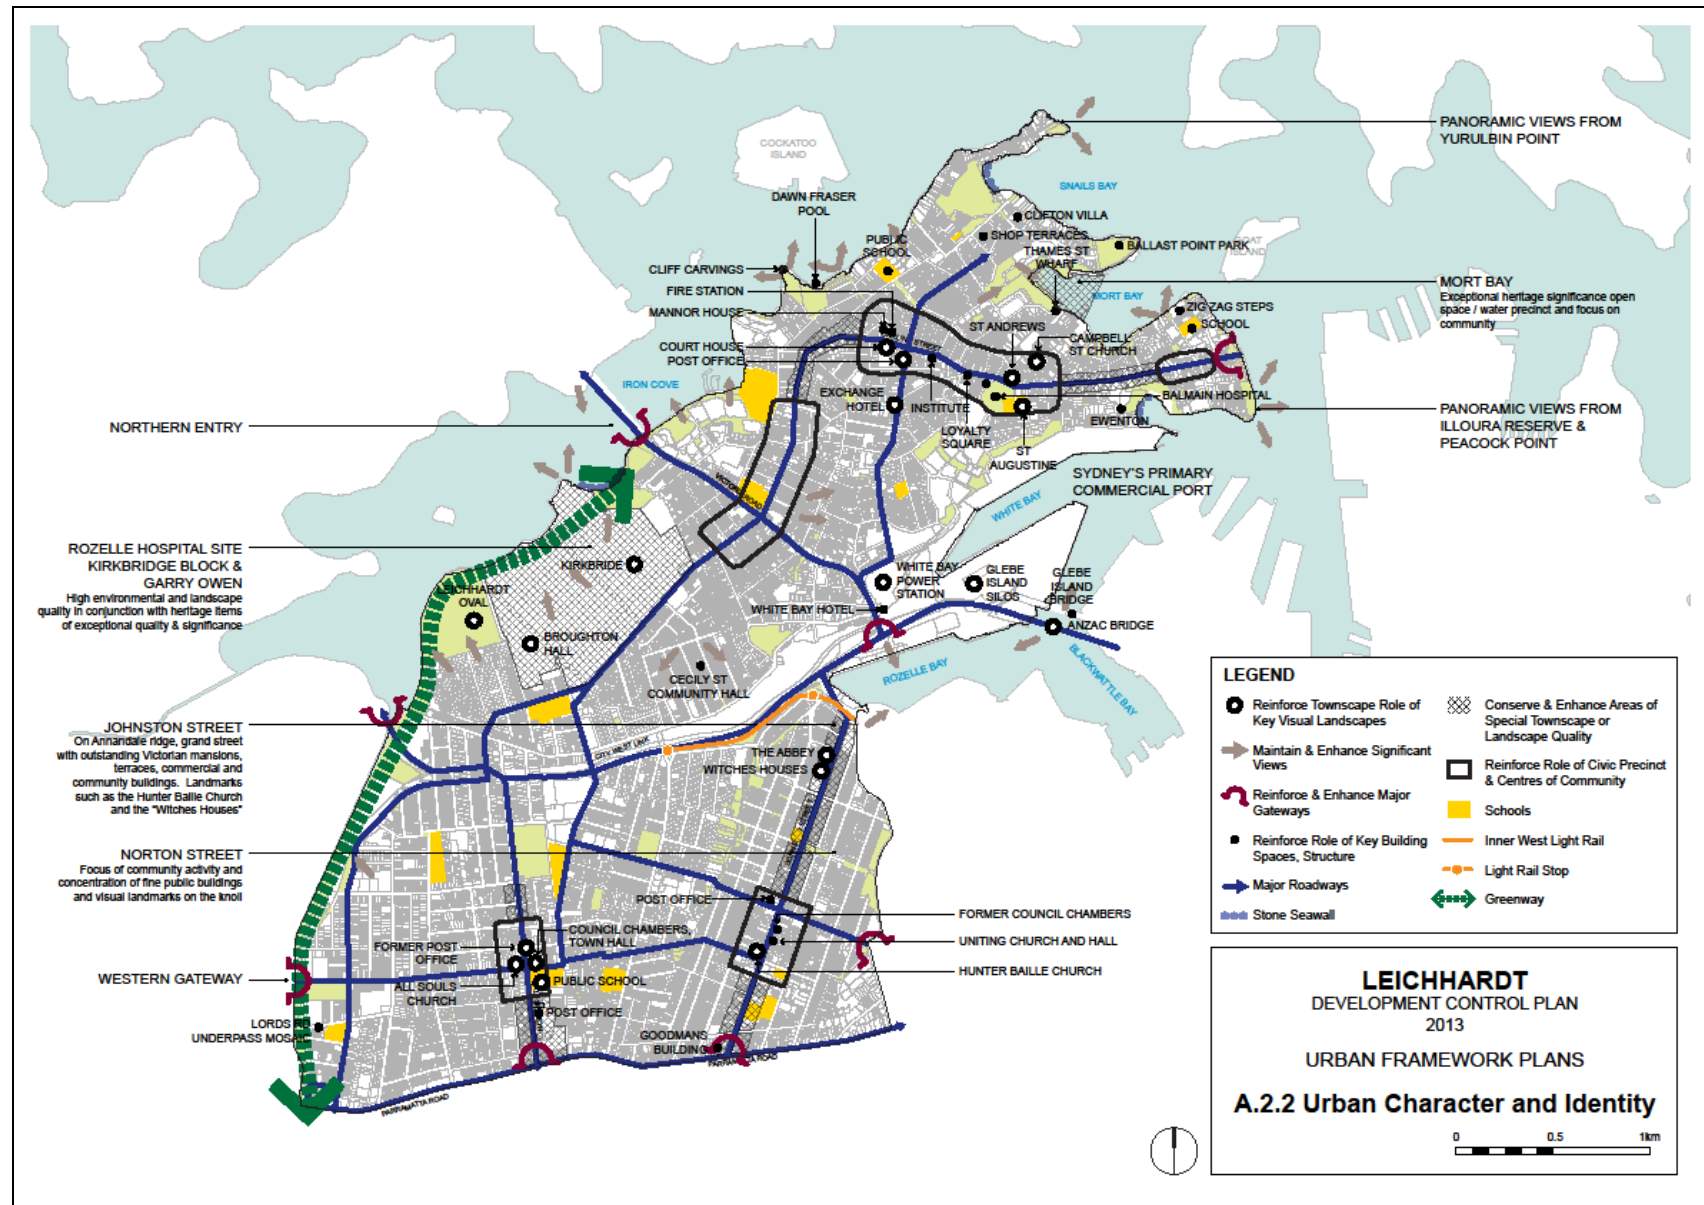 COCKATOO
ISLAND
PANORAMIC VIEWS FROM
YURULBIN POINT
SNAILS BAY
DAWN FRASER
POOL
CLIFTON VILLA
SHOP TERRACES
PUBLIC
SCHOOL
THAMES ST
WHARF
BALLAST POINT PARK
ISLAND
CLIFF CARVINGS
FIRE STATION
MANNOR HOUSE
COURT HOUSE
POST OFFICE
MORT BAY
MORT BAY
Exceptional heritage significance open
space / water precinct and focus on
community
ZIG ZAG STEPS
SCHOOL
ST ANDREWS
CAMPBELL
ST CHURCH
STREET
IRON COVE
EXCHANGE
HOTEL
INSTITUTE
LOYALTY
SQUARE
ST
AUGUSTINE
BALMAIN HOSPITAL
EWENTON
PANORAMIC VIEWS FROM
ILLOURA RESERVE &
PEACOCK POINT
NORTHERN ENTRY
SYDNEY'S PRIMARY
COMMERCIAL PORT
VICTORIA ROAD
WHITE BAY
ROZELLE HOSPITAL SITE
KIRKBRIDGE BLOCK &
GARRY OWEN
High environmental and landscape
quality in conjunction with heritage items
of exceptional quality & significance
KIRKBRIDE
LEICHHARDT
OVAL
BROUGHTON
HALL
WHITE BAY
POWER
STATION
GLEBE
ISLAND
SILOS
GLEBE
ISLAND
BRIDGE
WHITE BAY HOTEL
ANZAC BRIDGE
CECILY ST
COMMUNITY HALL
ROZELLE BAY
BLACKWATTLE BAY
JOHNSTON STREET
On Annandale ridge, grand street
with outstanding Victorian mansions,
terraces, commercial and
community buildings. Landmarks
such as the Hunter Baille Church
and the "Witches Houses"
CITY WEST LINK
THE ABBEY
WITCHES HOUSES
NORTON STREET
Focus of community activity and
concentration of fine public buildings
and visual landmarks on the knoll
POST OFFICE
FORMER COUNCIL CHAMBERS
UNITING CHURCH AND HALL
HUNTER BAILLE CHURCH
COUNCIL CHAMBERS,
TOWN HALL
FORMER POST
OFFICE
WESTERN GATEWAY
ALL SOULS
CHURCH
PUBLIC SCHOOL
POST OFFICE
LORDS RD
UNDERPASS MOSAIC
GOODMANS
BUILDING
PARRAMATTA ROAD
PARRAMATTA ROAD
LEGEND
Reinforce Townscape Role of
Key Visual Landscapes
Maintain & Enhance Significant
Views
Reinforce & Enhance Major
Gateways
Reinforce Role of Key Building
Spaces, Structure
Major Roadways
Stone Seawall
Conserve & Enhance Areas of
Special Townscape or
Landscape Quality
Reinforce Role of Civic Precinct
& Centres of Community
Schools
Inner West Light Rail
Light Rail Stop
Greenway
LEICHHARDT
DEVELOPMENT CONTROL PLAN
2013
URBAN FRAMEWORK PLANS
A.2.2 Urban Character and Identity
0 0.5 1km